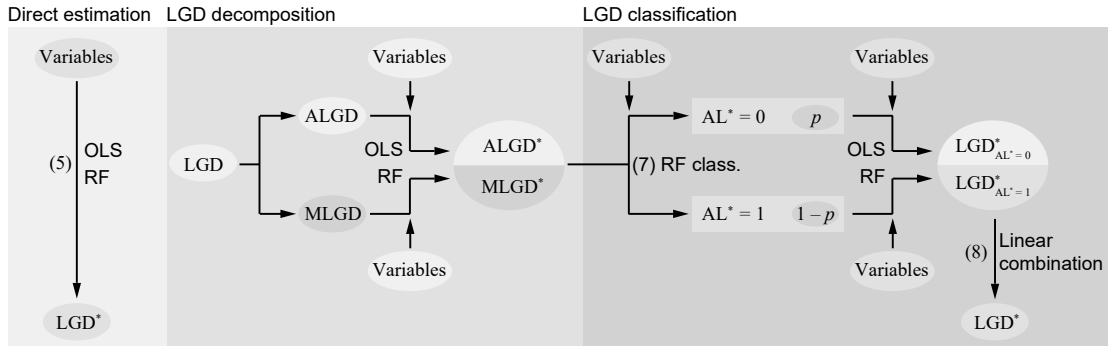 Direct estimation
LGD decomposition
LGD classification
Variables
(5)
OLS
RF
LGD*
LGD
ALGD
MLGD
Variables
OLS
RF
Variables
ALGD*
MLGD*
Variables
(7) RF class.
AL* = 0 p
AL* = 1 1 – p
Variables
OLS
RF
Variables
LGD*AL* = 0
LGD*AL* = 1
(8) Linear
combination
LGD*